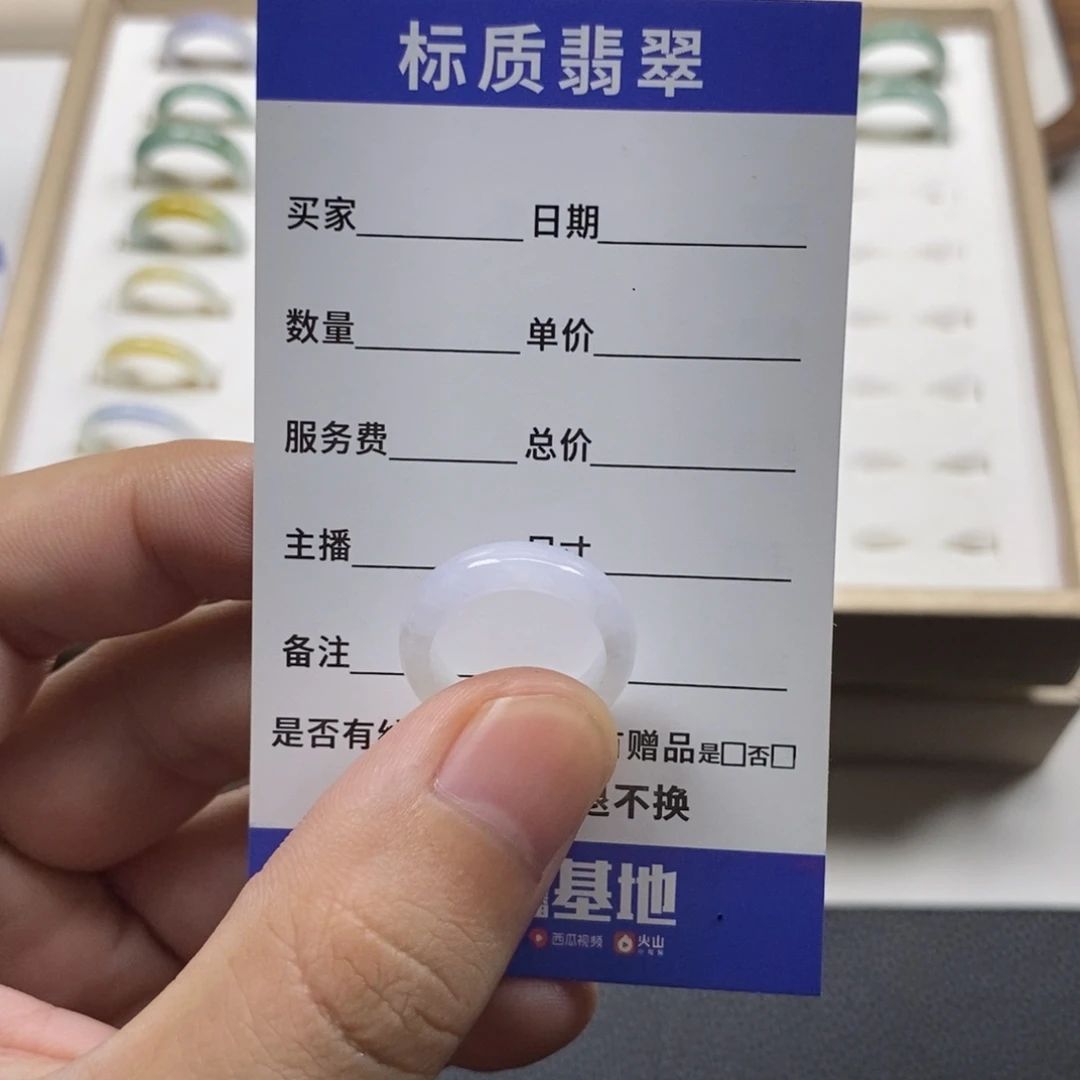 标质翡翠
买家 日期
数量 单价
服务费 总价
主播 尺寸
备注
是否有 赠品是□否□
不换
基地
西瓜视频 火山